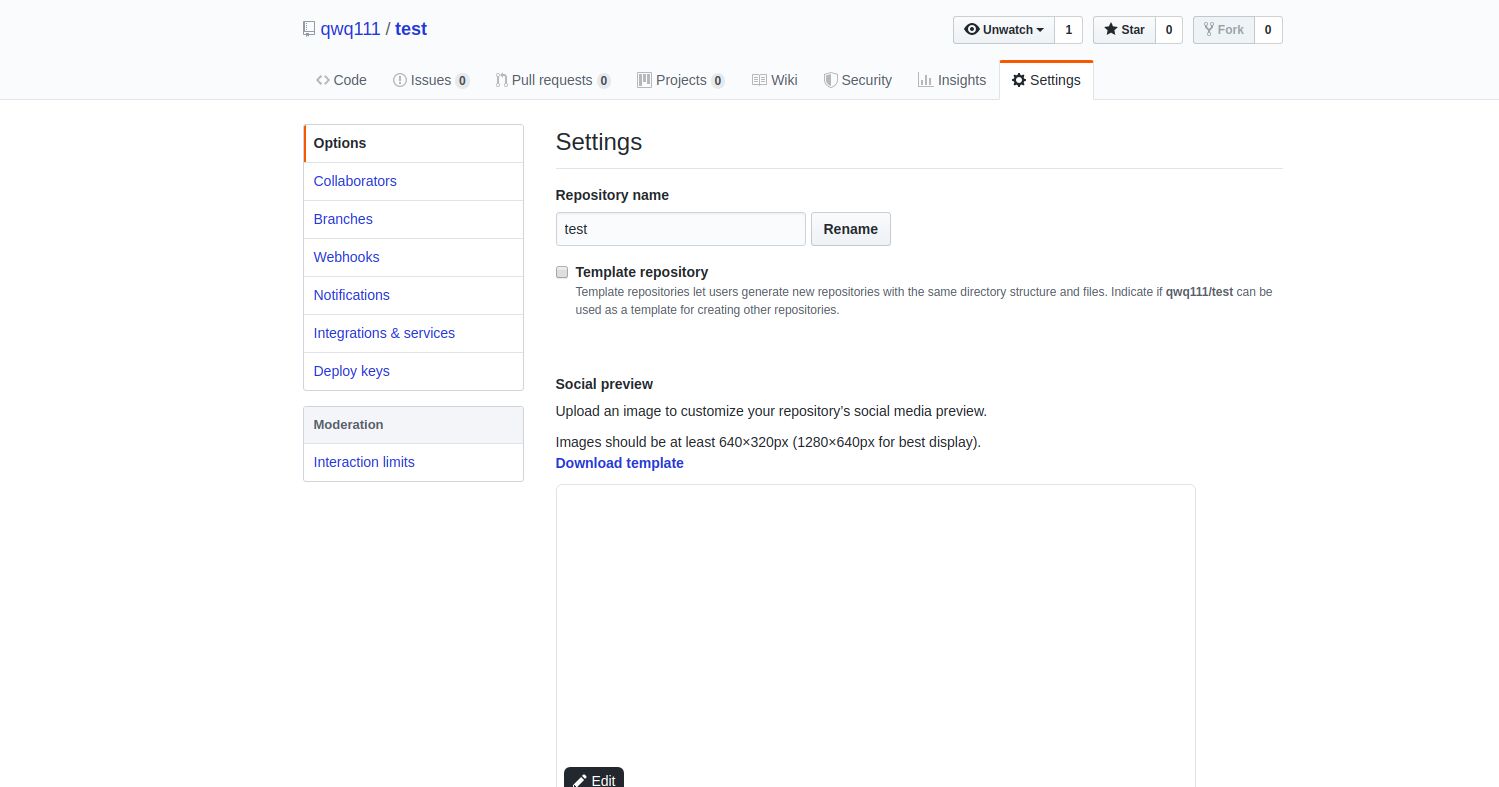 qwq111 / test
Unwatch 1 Star 0 Fork 0
Code Issues 0 Pull requests 0 Projects 0 Wiki Security Insights Settings
Options
Collaborators
Branches
Webhooks
Notifications
Integrations & services
Deploy keys
Moderation
Interaction limits
Settings
Repository name
test Rename
Template repository
Template repositories let users generate new repositories with the same directory structure and files. Indicate if qwq111/test can be
used as a template for creating other repositories.
Social preview
Upload an image to customize your repository’s social media preview.
Images should be at least 640×320px (1280×640px for best display).
Download template
Edit